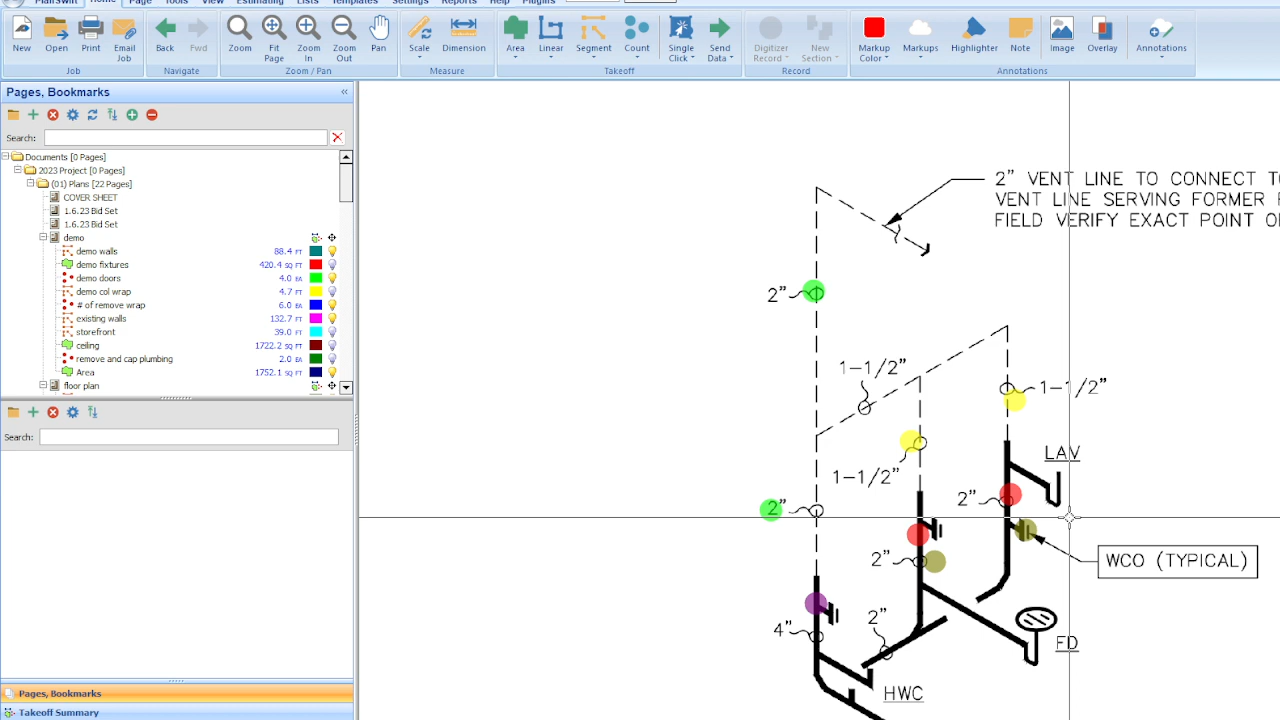 PlanSwift Home Page Tools View Estimating Lists Templates Settings Reports Help Plugins
New Open Print Email Job Back Fwd Zoom Fit Page Zoom In Zoom Out Pan Scale Dimension Area Linear Segment Count Single Click Send Data Digitizer Record New Section Markup Color Markups Highlighter Note Image Overlay Annotations
Job Navigate Zoom / Pan Measure Takeoff Record Annotations
Pages, Bookmarks
Search:
Documents [0 Pages]
2023 Project [0 Pages]
(01) Plans [22 Pages]
COVER SHEET
1.6.23 Bid Set
1.6.23 Bid Set
demo
demo walls 88.4 FT
demo fixtures 420.4 SQ FT
demo doors 4.0 EA
demo col wrap 4.7 FT
# of remove wrap 6.0 EA
existing walls 132.7 FT
storefront 39.0 FT
ceiling 1722.2 SQ FT
remove and cap plumbing 2.0 EA
Area 1752.1 SQ FT
floor plan
Search:
Pages, Bookmarks
Takeoff Summary
2" VENT LINE TO CONNECT TO
VENT LINE SERVING FORMER
FIELD VERIFY EXACT POINT
2"
1-1/2"
1-1/2"
LAV
1-1/2"
2"
2"
2"
WCO (TYPICAL)
2"
4"
FD
HWC